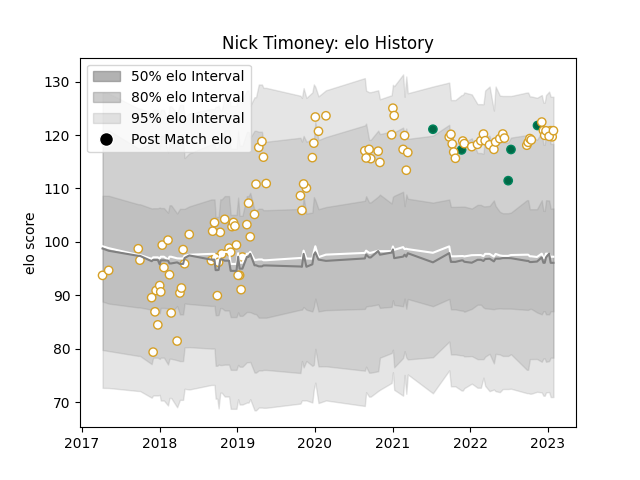 Nick Timoney: elo History
50% elo Interval
80% elo Interval
95% elo Interval
Post Match elo
elo score
130
120
110
100
90
80
70
2017 2018 2019 2020 2021 2022 2023